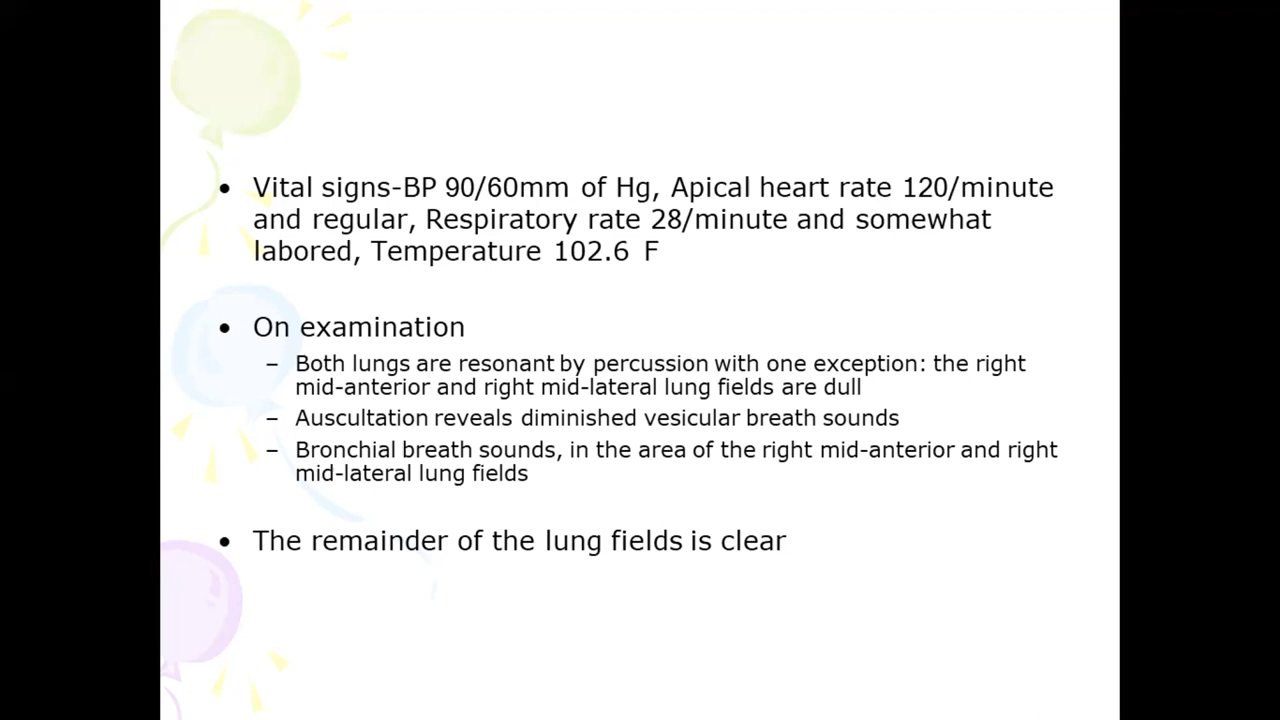 • Vital signs-BP 90/60mm of Hg, Apical heart rate 120/minute
and regular, Respiratory rate 28/minute and somewhat
labored, Temperature 102.6 F
• On examination
– Both lungs are resonant by percussion with one exception: the right
mid-anterior and right mid-lateral lung fields are dull
– Auscultation reveals diminished vesicular breath sounds
– Bronchial breath sounds, in the area of the right mid-anterior and right
mid-lateral lung fields
• The remainder of the lung fields is clear